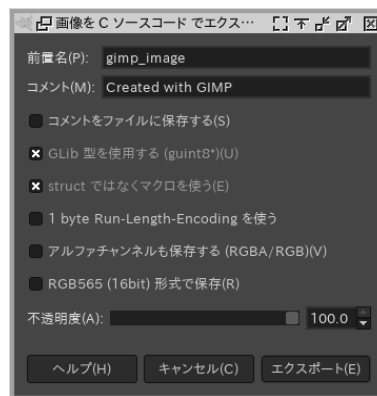 画像を C ソースコード でエクス…
前置名(P): gimp_image
コメント(M): Created with GIMP
コメントをファイルに保存する(S)
GLib 型を使用する (guint8*)(U)
struct ではなくマクロを使う(E)
1 byte Run-Length-Encoding を使う
アルファチャンネルも保存する (RGBA/RGB)(V)
RGB565 (16bit) 形式で保存(R)
不透明度(A): 100.0
ヘルプ(H) キャンセル(C) エクスポート(E)